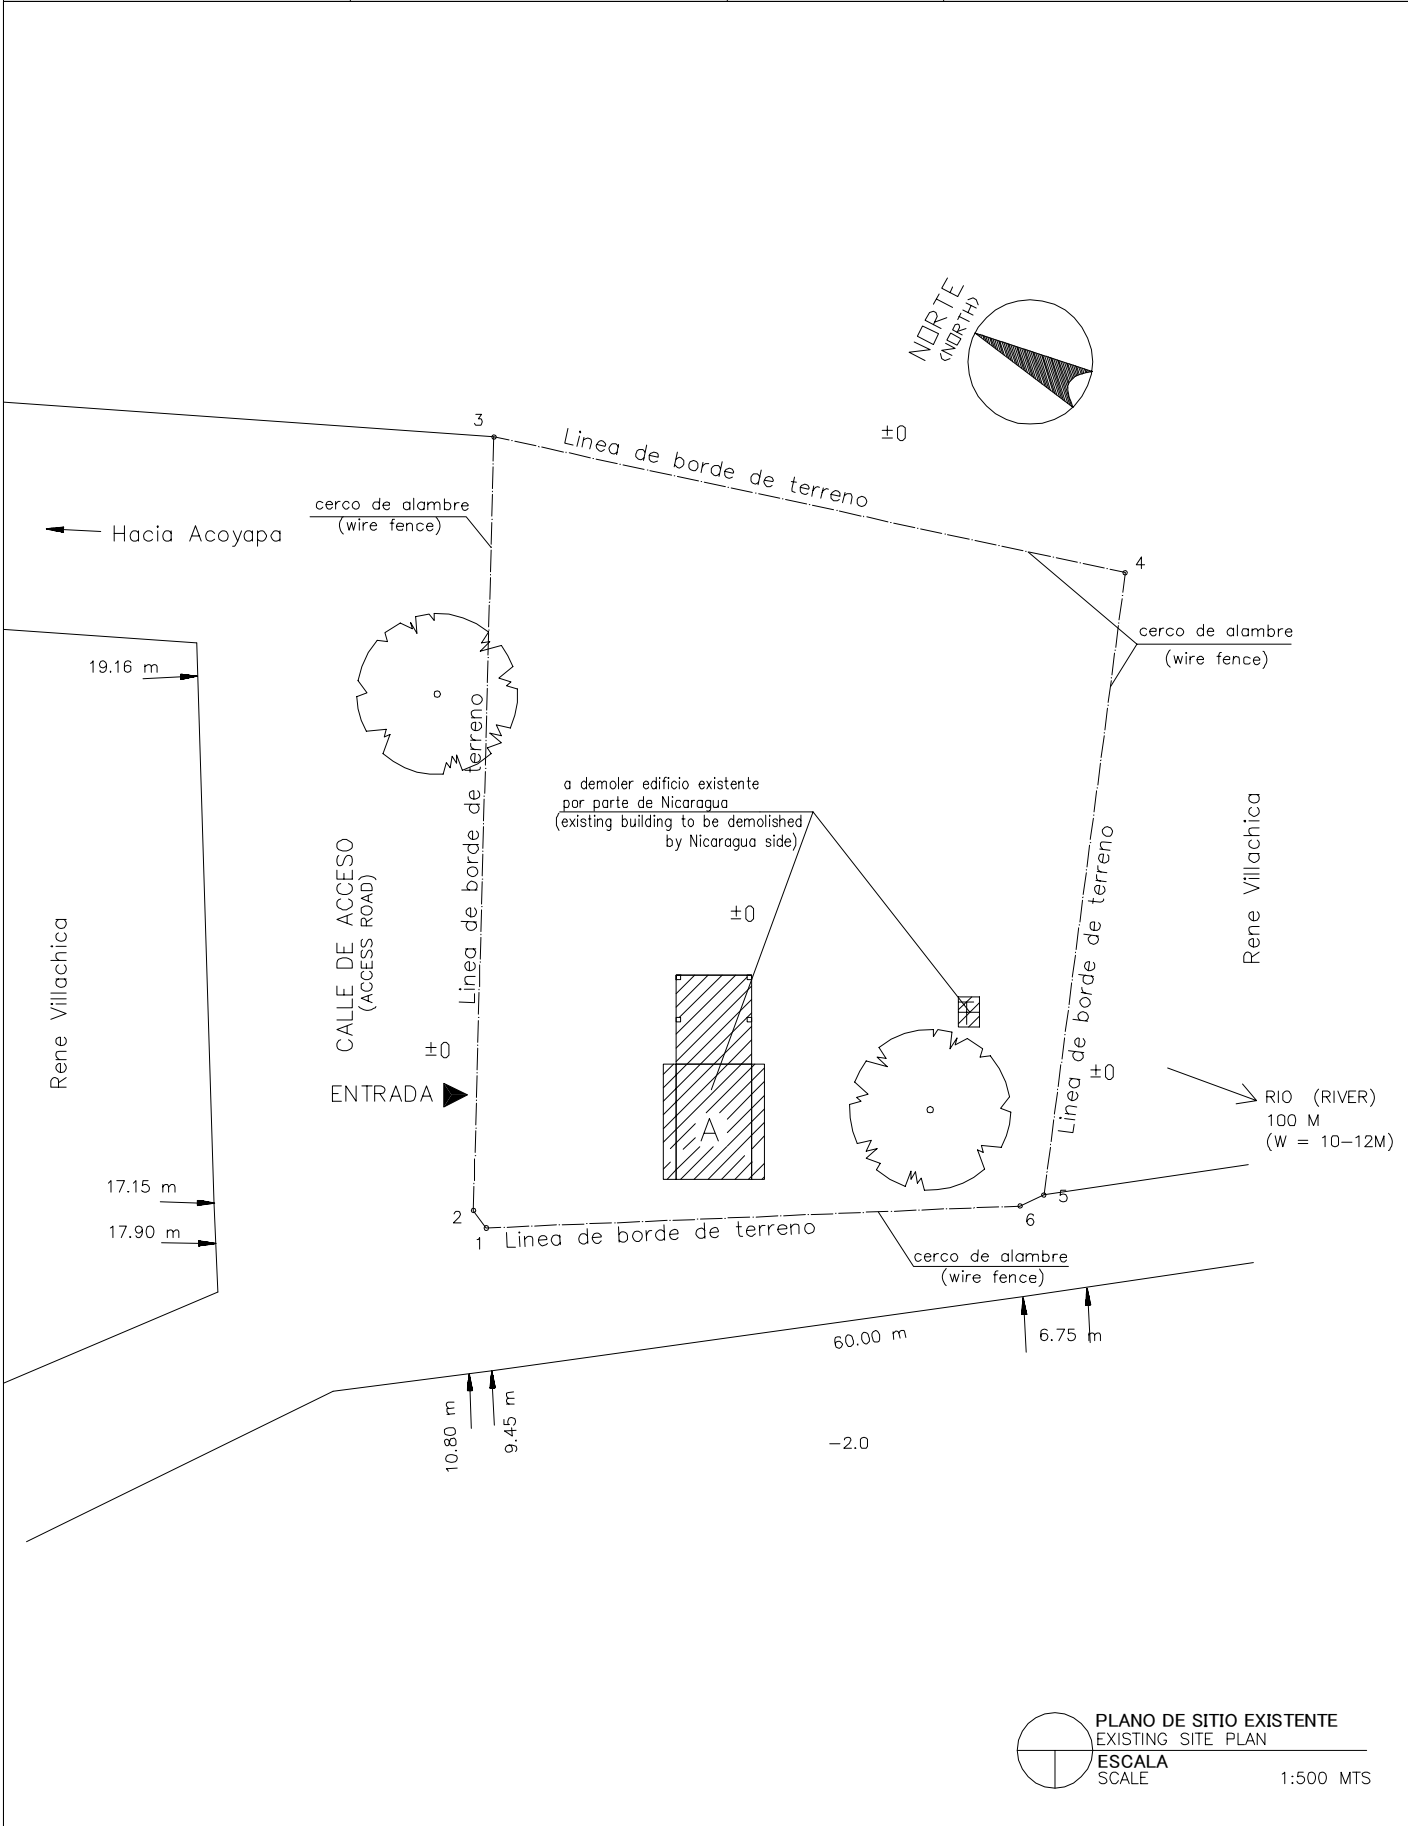 NORTE
(NORTH)
±0
3
Linea de borde de terreno
cerco de alambre
(wire fence)
Hacia Acoyapa
4
cerco de alambre
(wire fence)
19.16 m
Linea de borde de terreno
a demoler edificio existente
por parte de Nicaragua
(existing building to be demolished
by Nicaragua side)
Rene Villachica
CALLE DE ACCESO
(ACCESS ROAD)
±0
Linea de borde de terreno
Rene Villachica
T
±0
±0
ENTRADA
A
RIO (RIVER)
100 M
(W = 10-12M)
17.15 m
17.90 m
2
1
Linea de borde de terreno
5
6
cerco de alambre
(wire fence)
60.00 m
6.75 m
10.80 m
9.45 m
-2.0
PLANO DE SITIO EXISTENTE
EXISTING SITE PLAN
ESCALA
SCALE 1:500 MTS